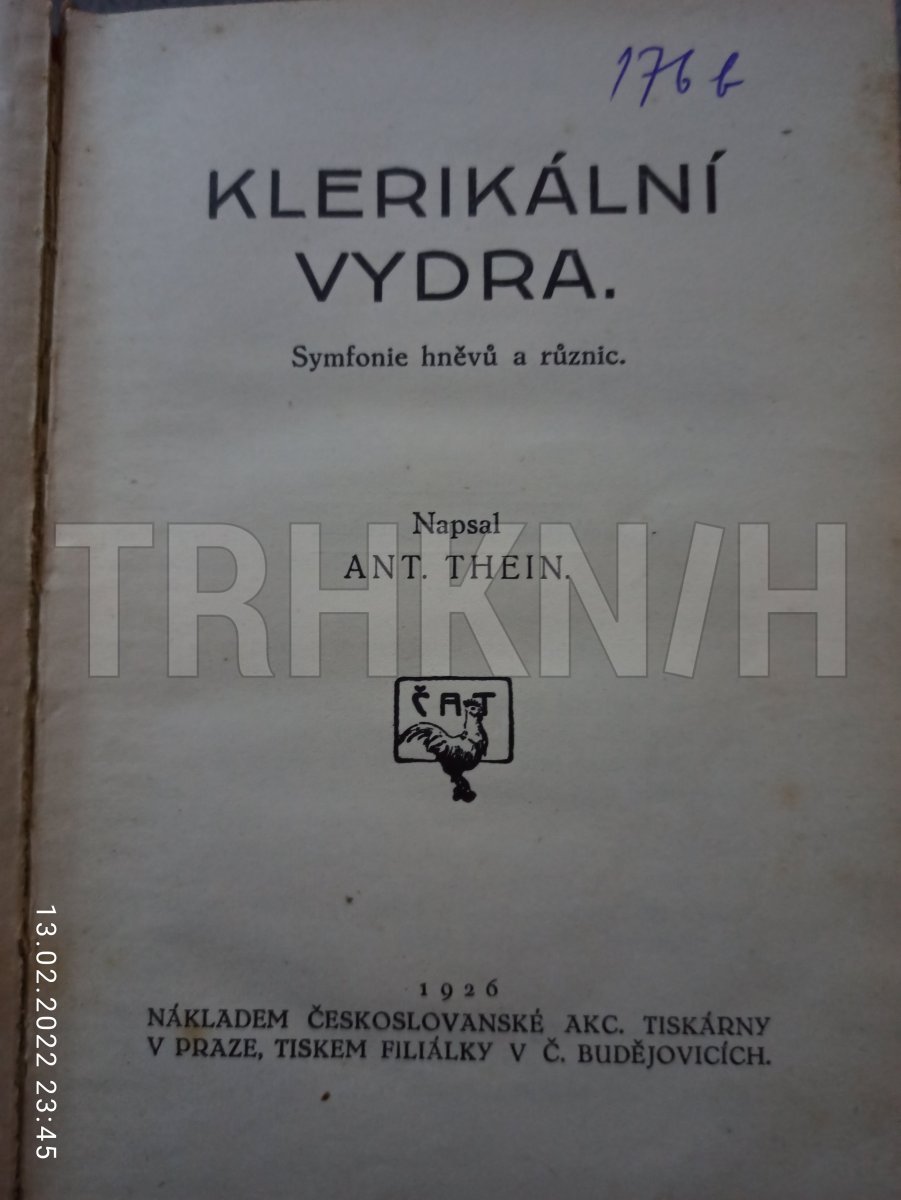 176 b
KLERIKÁLNÍ
VYDRA.
Symfonie hněvů a různic.
Napsal
ANT. THEIN.
TRHKNIH
ČAT
1926
NÁKLADEM ČESKOSLOVANSKÉ AKC. TISKÁRNY
V PRAZE, TISKEM FILIÁLKY V Č. BUDĚJOVICÍCH.
13.02.2022 23:45